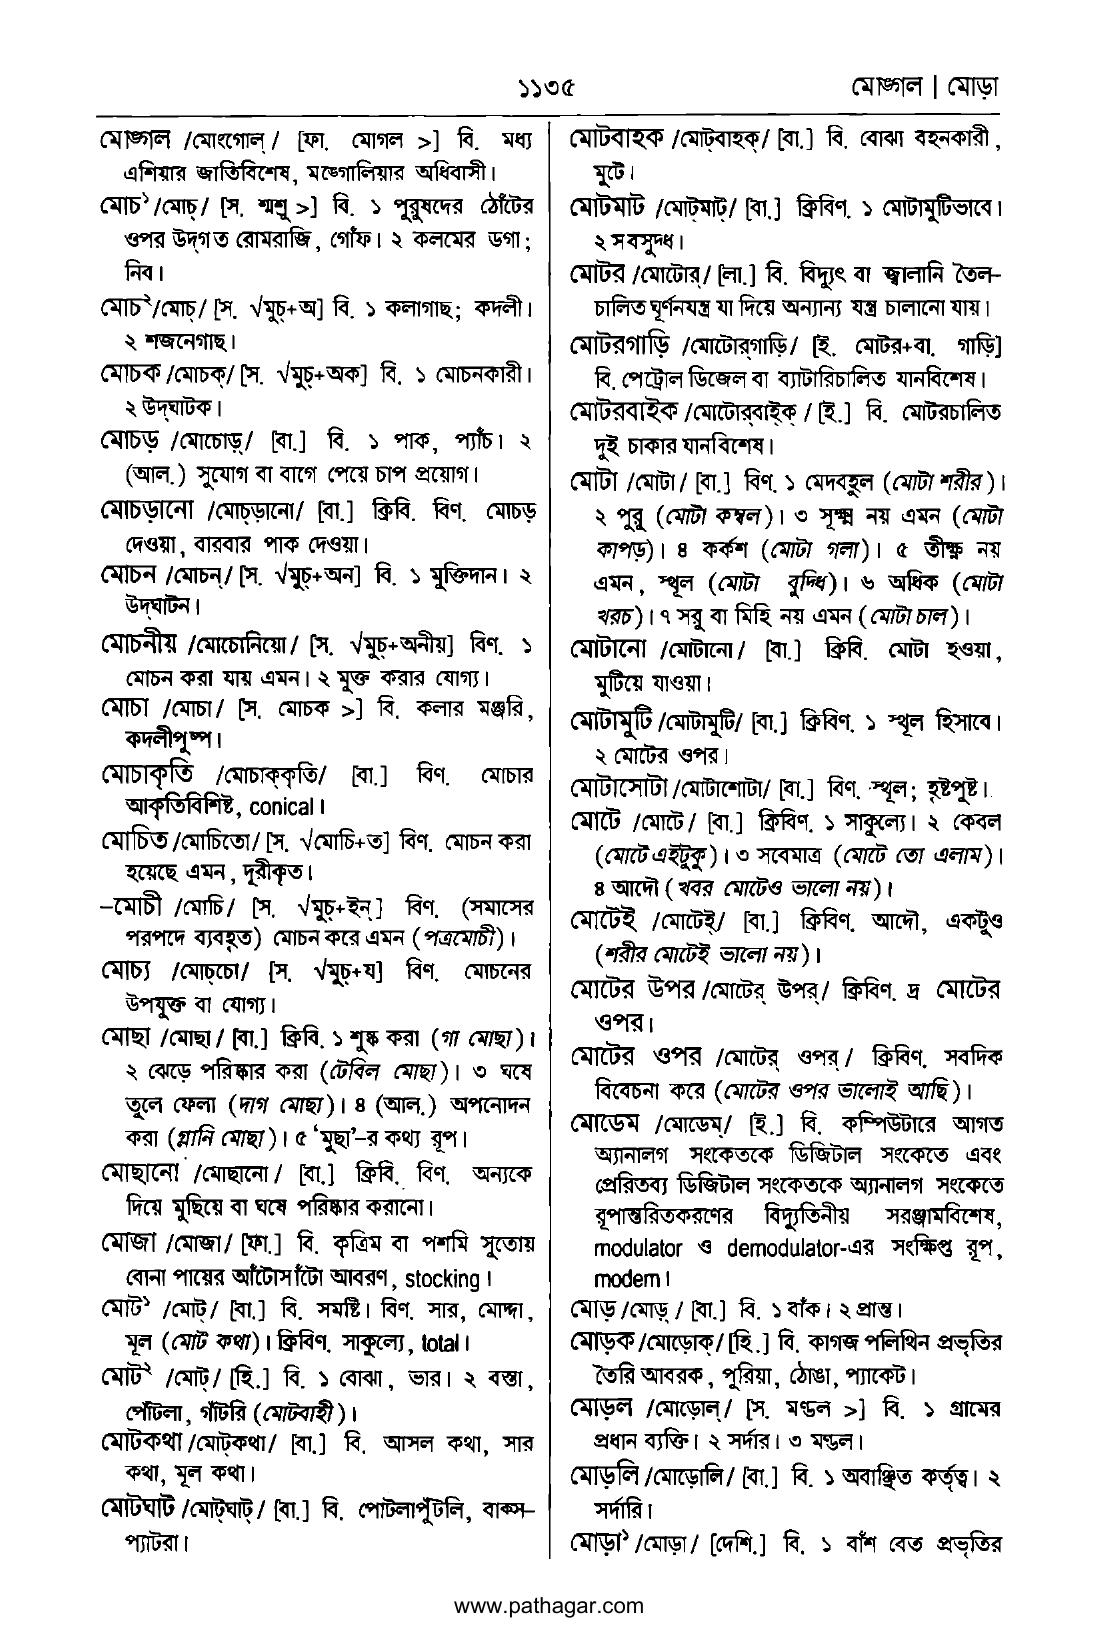 ১১৩৫
মোঙ্গল | মোড়া
মোঙ্গল /মোংগোল্‌/ [ফা. মোগল >] বি. মধ্য
এশিয়ার জাতিবিশেষ, মঙ্গোলিয়ার অধিবাসী।
মোচ১ /মোচ্‌/ [স. শ্মশ্রু >] বি. ১ পুরুষদের ঠোঁটের
ওপর উদ্‌গত রোমরাজি, গোঁফ। ২ কলমের ডগা;
নিব।
মোচ২ /মোচ্‌/ [স. √মুচ্‌+অ] বি. ১ কলাগাছ; কদলী।
২ শজনেগাছ।
মোচক /মোচক্‌/ [স. √মুচ্‌+অক] বি. ১ মোচনকারী।
২ উদ্‌ঘাটক।
মোচড় /মোচোড়্‌/ [বা.] বি. ১ পাক, প্যাঁচ। ২
(আল.) সুযোগ বা বাগে পেয়ে চাপ প্রয়োগ।
মোচড়ানো /মোচ্‌ড়ানো/ [বা.] ক্রিবি. বিণ. মোচড়
দেওয়া, বারবার পাক দেওয়া।
মোচন /মোচন্‌/ [স. √মুচ্‌+অন] বি. ১ মুক্তিদান। ২
উদ্‌ঘাটন।
মোচনীয় /মোচোনিয়ো/ [স. √মুচ্‌+অনীয়] বিণ. ১
মোচন করা যায় এমন। ২ মুক্ত করার যোগ্য।
মোচা /মোচা/ [স. মোচক >] বি. কলার মঞ্জরি,
কদলীপুষ্প।
মোচাকৃতি /মোচাক্‌কৃতি/ [বা.] বিণ. মোচার
আকৃতিবিশিষ্ট, conical।
মোচিত /মোচিতো/ [স. √মোচি+ত] বিণ. মোচন করা
হয়েছে এমন, দূরীকৃত।
–মোচী /মোচি/ [স. √মুচ্‌+ইন্‌] বিণ. (সমাসের
পরপদে ব্যবহৃত) মোচন করে এমন (পত্রমোচী)।
মোচ্য /মোচ্‌চো/ [স. √মুচ্‌+য] বিণ. মোচনের
উপযুক্ত বা যোগ্য।
মোছা /মোছা/ [বা.] ক্রিবি. ১ শুষ্ক করা (গা মোছা)।
২ ঝেড়ে পরিষ্কার করা (টেবিল মোছা)। ৩ ঘষে
তুলে ফেলা (দাগ মোছা)। ৪ (আল.) অপনোদন
করা (গ্লানি মোছা)। ৫ ‘মুছা’–র কথ্য রূপ।
মোছানো /মোছানো/ [বা.] ক্রিবি. বিণ. অন্যকে
দিয়ে মুছিয়ে বা ঘষে পরিষ্কার করানো।
মোজা /মোজা/ [ফা.] বি. কৃত্রিম বা পশমি সুতোয়
বোনা পায়ের আঁটোসাঁটো আবরণ, stocking।
মোট১ /মোট্‌/ [বা.] বি. সমষ্টি। বিণ. সার, মোদ্দা,
মূল (মোট কথা)। ক্রিবিণ. সাকুল্যে, total।
মোট২ /মোট্‌/ [হি.] বি. ১ বোঝা, ভার। ২ বস্তা,
পোঁটলা, গাঁটরি (মোটবাহী)।
মোটকথা /মোট্‌কথা/ [বা.] বি. আসল কথা, সার
কথা, মূল কথা।
মোটঘাট /মোট্‌ঘাট্‌/ [বা.] বি. পোটলাপুঁটলি, বাক্স–
প্যাটরা।
মোটবাহক /মোট্‌বাহক্‌/ [বা.] বি. বোঝা বহনকারী,
মুটে।
মোটমাট /মোট্‌মাট্‌/ [বা.] ক্রিবিণ. ১ মোটামুটিভাবে।
২ সবসুদ্ধ।
মোটর /মোটোর্‌/ [লা.] বি. বিদ্যুৎ বা জ্বালানি তৈল–
চালিত ঘূর্ণনযন্ত্র যা দিয়ে অন্যান্য যন্ত্র চালানো যায়।
মোটরগাড়ি /মোটোর্‌গাড়ি/ [ই. মোটর+বা. গাড়ি]
বি. পেট্রোল ডিজেল বা ব্যাটারিচালিত যানবিশেষ।
মোটরবাইক /মোটোর্‌বাইক্‌/ [ই.] বি. মোটরচালিত
দুই চাকার যানবিশেষ।
মোটা /মোটা/ [বা.] বিণ. ১ মেদবহুল (মোটা শরীর)।
২ পুরু (মোটা কম্বল)। ৩ সূক্ষ্ম নয় এমন (মোটা
কাপড়)। ৪ কর্কশ (মোটা গলা)। ৫ তীক্ষ্ণ নয়
এমন, স্থূল (মোটা বুদ্ধি)। ৬ অধিক (মোটা
খরচ)। ৭ সরু বা মিহি নয় এমন (মোটা চাল)।
মোটানো /মোটানো/ [বা.] ক্রিবি. মোটা হওয়া,
মুটিয়ে যাওয়া।
মোটামুটি /মোটামুটি/ [বা.] ক্রিবিণ. ১ স্থূল হিসাবে।
২ মোটের ওপর।
মোটাসোটা /মোটাশোটা/ [বা.] বিণ. স্থূল; হৃষ্টপুষ্ট।
মোটে /মোটে/ [বা.] ক্রিবিণ. ১ সাকুল্যে। ২ কেবল
(মোটে এইটুকু)। ৩ সবেমাত্র (মোটে তো এলাম)।
৪ আদৌ (খবর মোটেও ভালো নয়)।
মোটেই /মোটেই্‌/ [বা.] ক্রিবিণ. আদৌ, একটুও
(শরীর মোটেই ভালো নয়)।
মোটের উপর /মোটের্‌ উপর্‌/ ক্রিবিণ. দ্র মোটের
ওপর।
মোটের ওপর /মোটের্‌ ওপর্‌/ ক্রিবিণ. সবদিক
বিবেচনা করে (মোটের ওপর ভালোই আছি)।
মোডেম /মোডেম্‌/ [ই.] বি. কম্পিউটারে আগত
অ্যানালগ সংকেতকে ডিজিটাল সংকেতে এবং
প্রেরিতব্য ডিজিটাল সংকেতকে অ্যানালগ সংকেতে
রূপান্তরিতকরণের বিদ্যুতিনীয় সরঞ্জামবিশেষ,
modulator ও demodulator-এর সংক্ষিপ্ত রূপ,
modem।
মোড় /মোড়্‌/ [বা.] বি. ১ বাঁক। ২ প্রান্ত।
মোড়ক /মোড়োক্‌/ [হি.] বি. কাগজ পলিথিন প্রভৃতির
তৈরি আবরক, পুরিয়া, ঠোঙা, প্যাকেট।
মোড়ল /মোড়োল্‌/ [স. মণ্ডল >] বি. ১ গ্রামের
প্রধান ব্যক্তি। ২ সর্দার। ৩ মণ্ডল।
মোড়লি /মোড়োলি/ [বা.] বি. ১ অবাঞ্ছিত কর্তৃত্ব। ২
সর্দারি।
মোড়া১ /মোড়া/ [দেশি.] বি. ১ বাঁশ বেত প্রভৃতির
www.pathagar.com